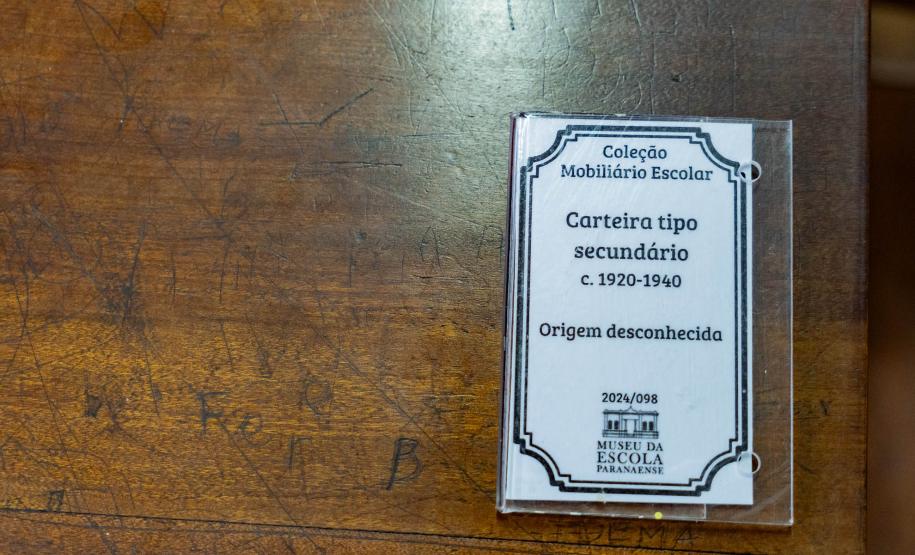 Coleção
Mobiliário Escolar
Carteira tipo
secundário
c. 1920-1940
Origem desconhecida
2024/098
MUSEU DA
ESCOLA
PARANAENSE
B